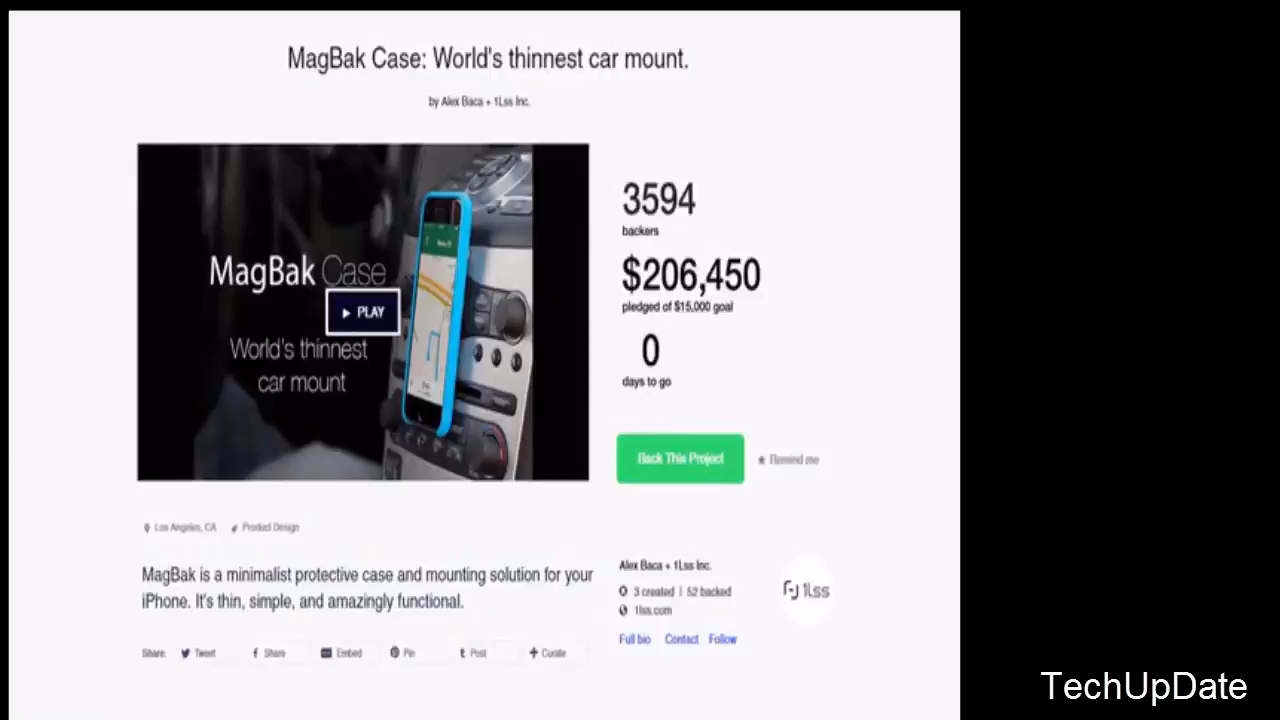 MagBak Case: World's thinnest car mount.
by Alex Baca + 1Lss Inc.
MagBak Case
PLAY
World's thinnest
car mount
3594
backers
$206,450
pledged of $15,000 goal
0
days to go
Back This Project
Remind me
Los Angeles, CA Product Design
MagBak is a minimalist protective case and mounting solution for your
iPhone. It's thin, simple, and amazingly functional.
Share: Tweet Share Embed Pin Post Curate
Alex Baca + 1Lss Inc.
3 created | 52 backed
1lss.com
Full bio Contact Follow
1lss
TechUpDate